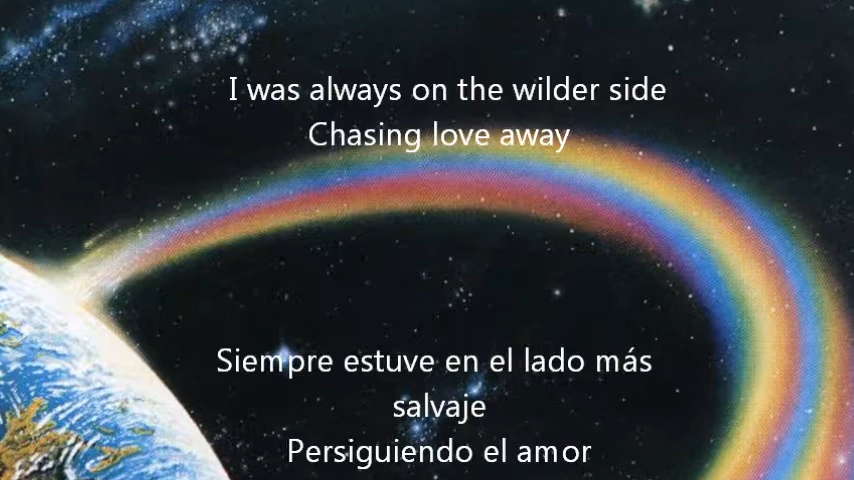 I was always on the wilder side
Chasing love away
Siempre estuve en el lado más
salvaje
Persiguiendo el amor